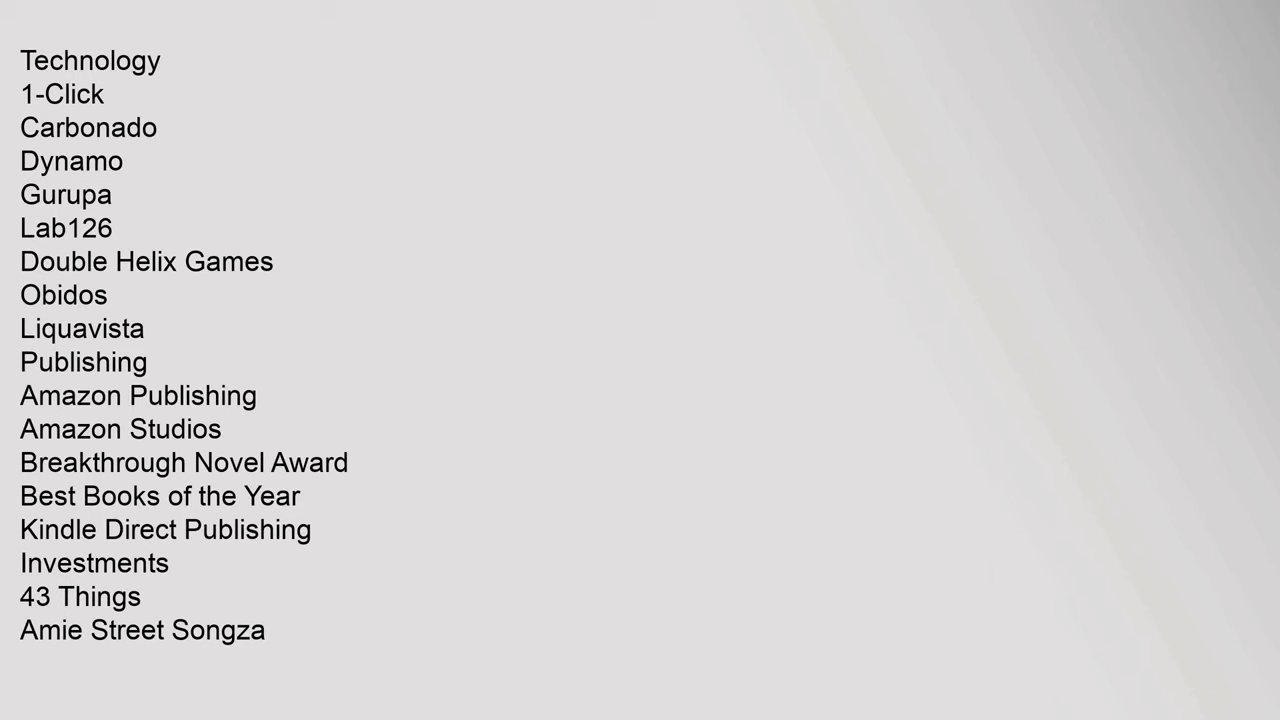 Technology
1-Click
Carbonado
Dynamo
Gurupa
Lab126
Double Helix Games
Obidos
Liquavista
Publishing
Amazon Publishing
Amazon Studios
Breakthrough Novel Award
Best Books of the Year
Kindle Direct Publishing
Investments
43 Things
Amie Street Songza